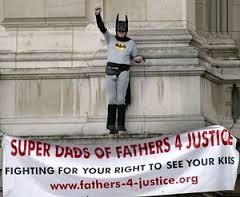 SUPER DADS OF FATHERS 4 JUSTICE
FIGHTING FOR YOUR RIGHT TO SEE YOUR KIDS
www.fathers-4-justice.org